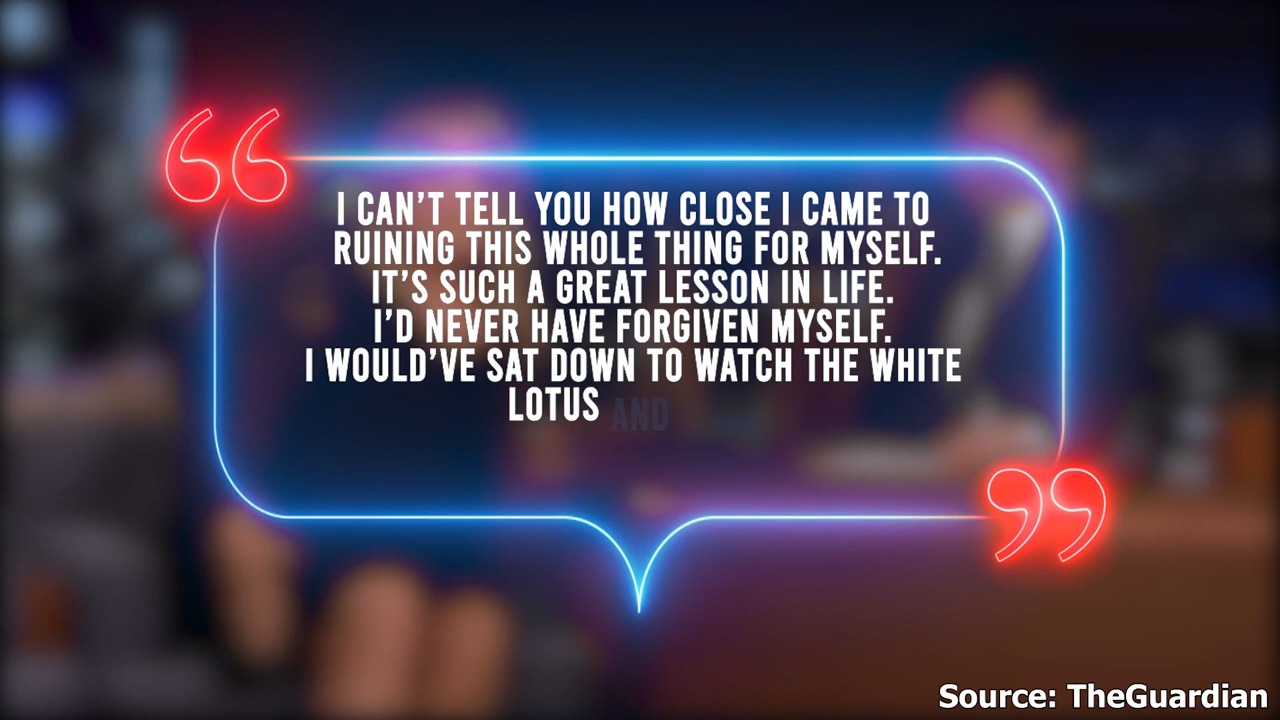 I CAN'T TELL YOU HOW CLOSE I CAME TO
RUINING THIS WHOLE THING FOR MYSELF.
IT'S SUCH A GREAT LESSON IN LIFE.
I'D NEVER HAVE FORGIVEN MYSELF.
I WOULD'VE SAT DOWN TO WATCH THE WHITE
LOTUS AND
Source: TheGuardian